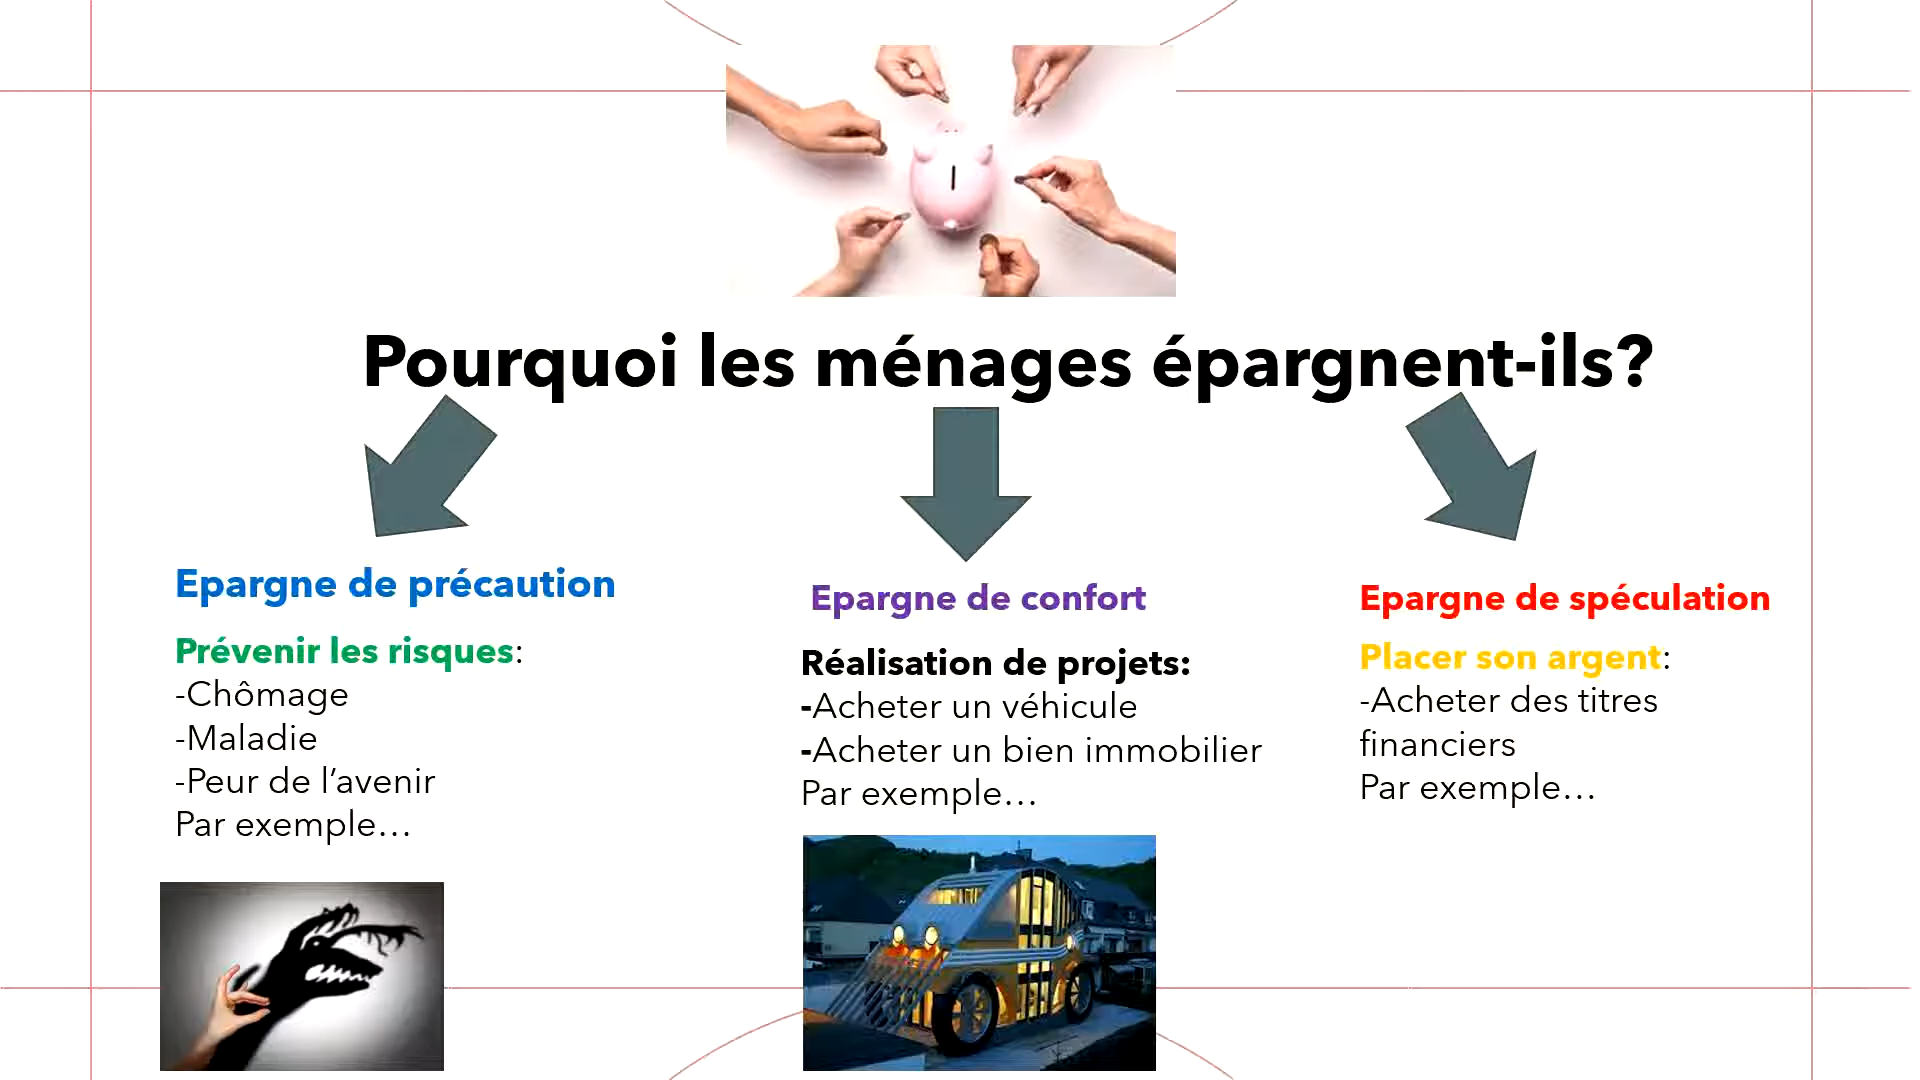 Pourquoi les ménages épargnent-ils?
Epargne de précaution
Prévenir les risques:
-Chômage
-Maladie
-Peur de l’avenir
Par exemple…
Epargne de confort
Réalisation de projets:
-Acheter un véhicule
-Acheter un bien immobilier
Par exemple…
Epargne de spéculation
Placer son argent:
-Acheter des titres
financiers
Par exemple…